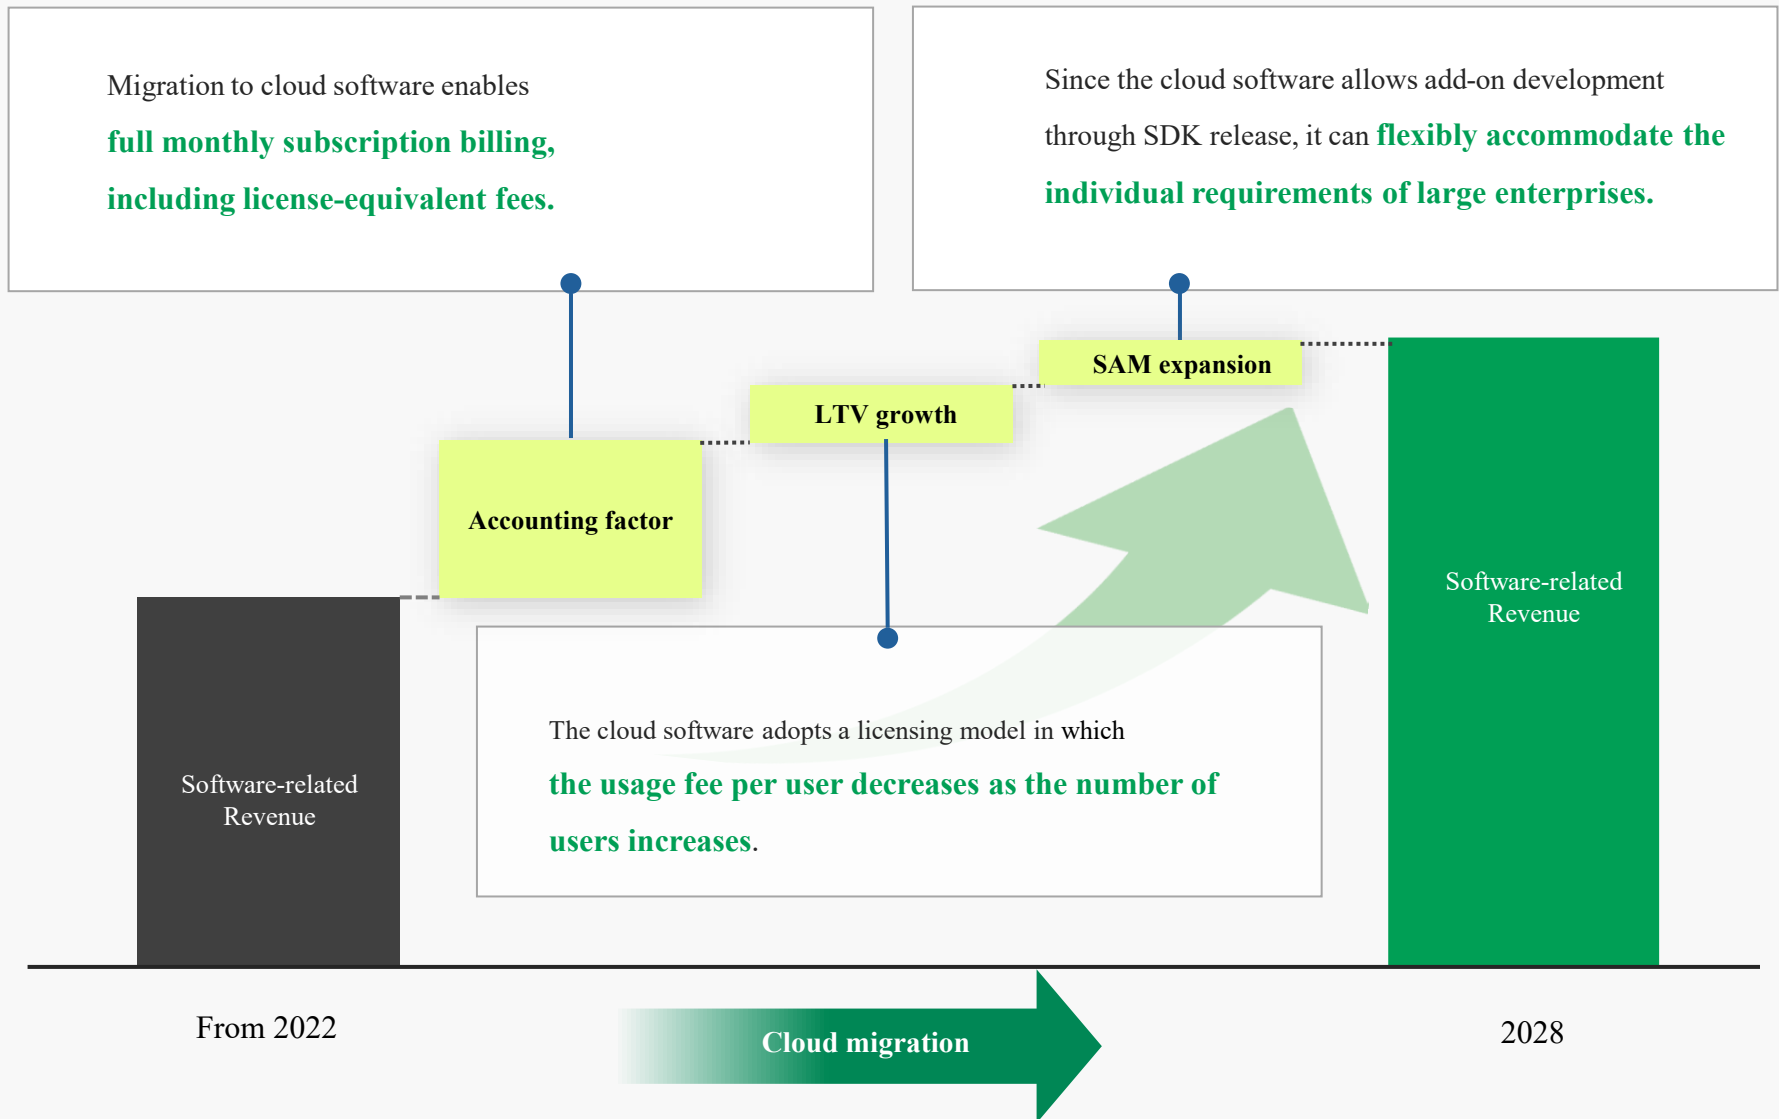 Migration to cloud software enables
full monthly subscription billing,
including license-equivalent fees.
Since the cloud software allows add-on development
through SDK release, it can flexibly accommodate the
individual requirements of large enterprises.
SAM expansion
LTV growth
Accounting factor
Software-related
Revenue
The cloud software adopts a licensing model in which
the usage fee per user decreases as the number of
users increases.
Software-related
Revenue
From 2022
Cloud migration
2028